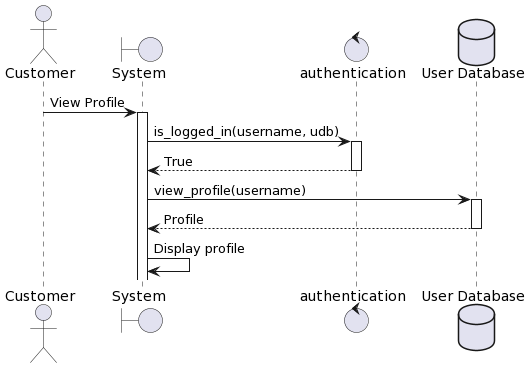 Customer
System
authentication
User Database
View Profile
is_logged_in(username, udb)
True
view_profile(username)
Profile
Display profile
Customer
System
authentication
User Database